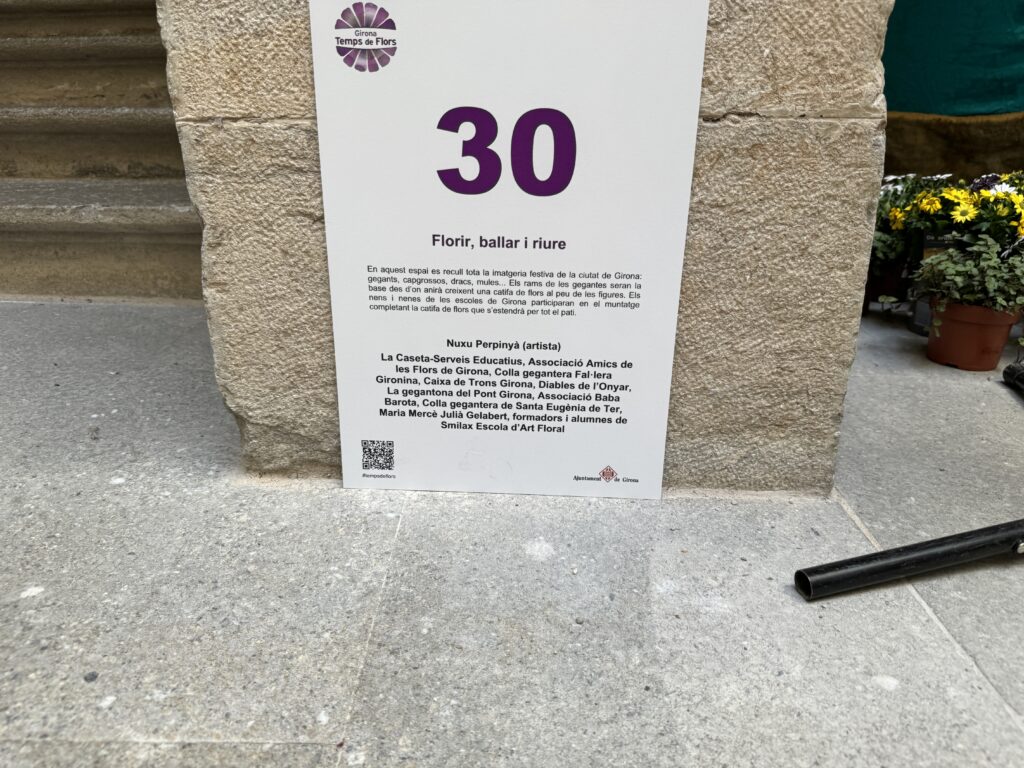 Girona
Temps de Flors
30
Florir, ballar i riure
En aquest espai es recull tota la imatgeria festiva de la ciutat de Girona:
gegants, capgrossos, dracs, mules... Els rams de les gegantes seran la
base des d'on anirà creixent una catifa de flors al peu de les figures. Els
nens i nenes de les escoles de Girona participaran en el muntatge
completant la catifa de flors que s'estendrà per tot el pati.
Nuxu Perpinyà (artista)
La Caseta-Serveis Educatius, Associació Amics de
les Flors de Girona, Colla gegantera Fal·lera
Gironina, Caixa de Trons Girona, Diables de l'Onyar,
La gegantona del Pont Girona, Associació Baba
Barota, Colla gegantera de Santa Eugènia de Ter,
Maria Mercè Julià Gelabert, formadors i alumnes de
Smilax Escola d'Art Floral
#tempsdeflors
Ajuntament de Girona